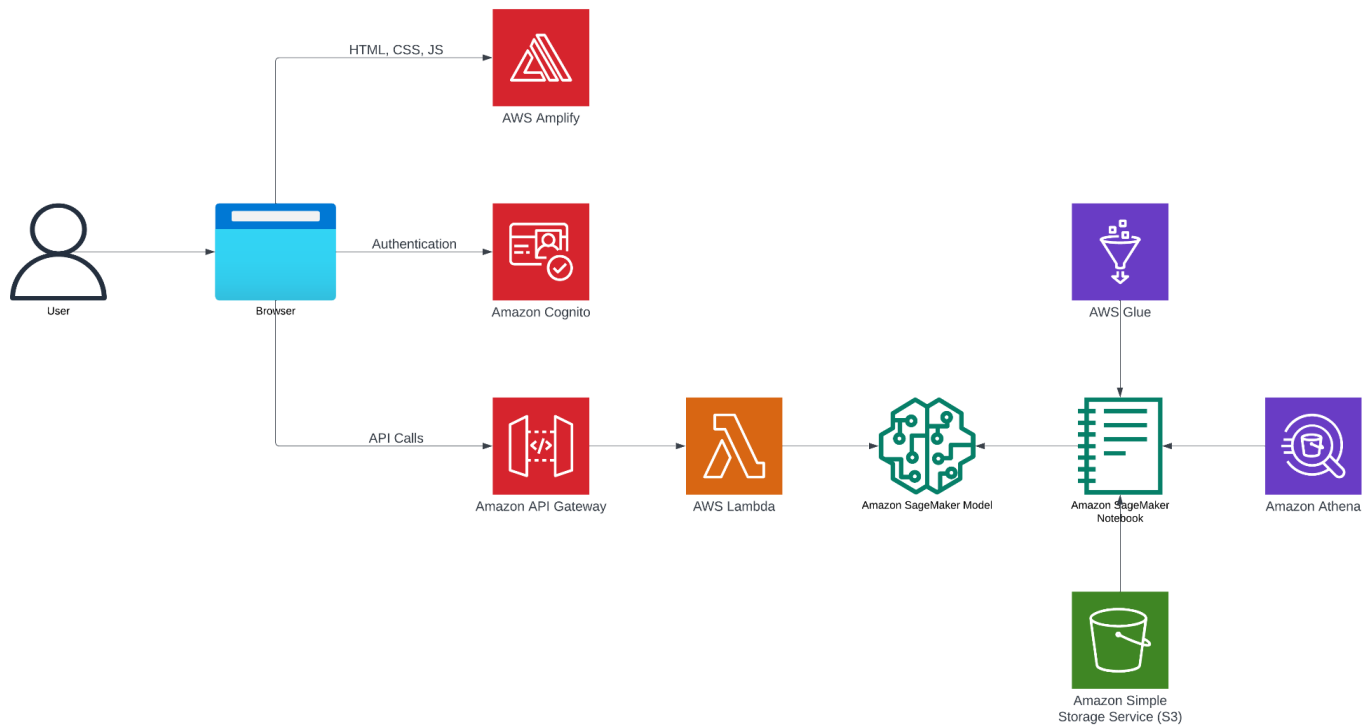 HTML, CSS, JS
AWS Amplify
User
Browser
Authentication
Amazon Cognito
AWS Glue
API Calls
Amazon API Gateway
AWS Lambda
Amazon SageMaker Model
Amazon SageMaker
Notebook
Amazon Athena
Amazon Simple
Storage Service (S3)